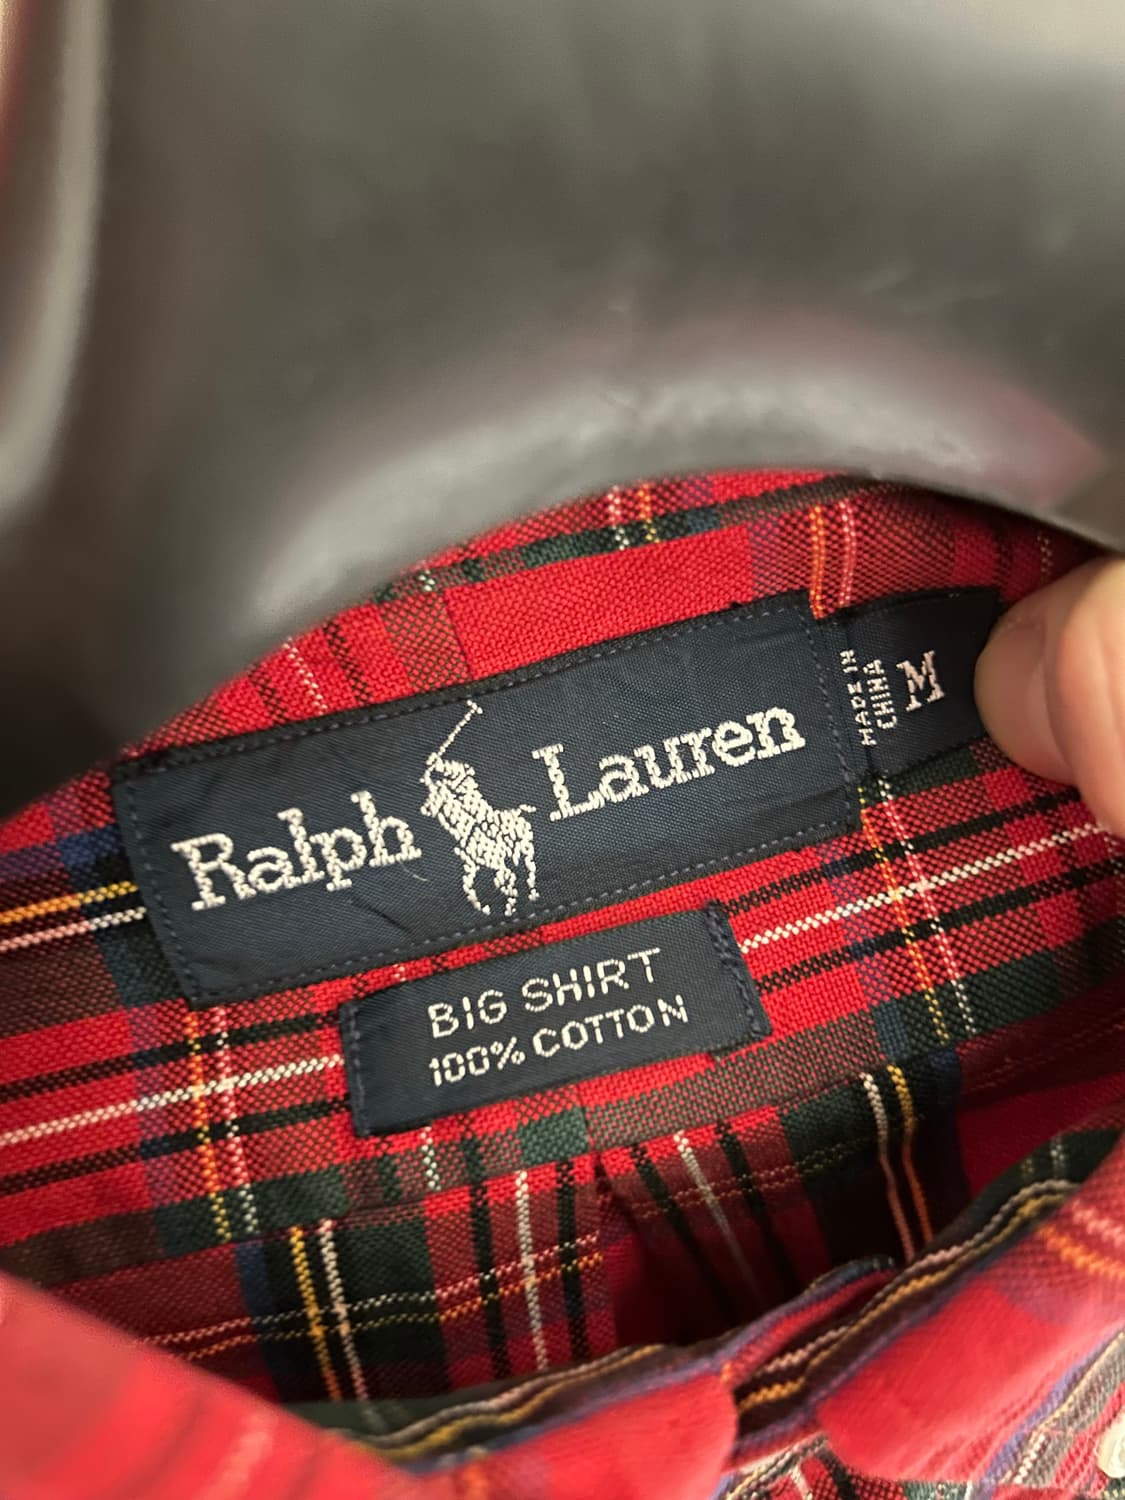 Ralph Lauren
MADE IN
CHINA
M
BIG SHIRT
100% COTTON